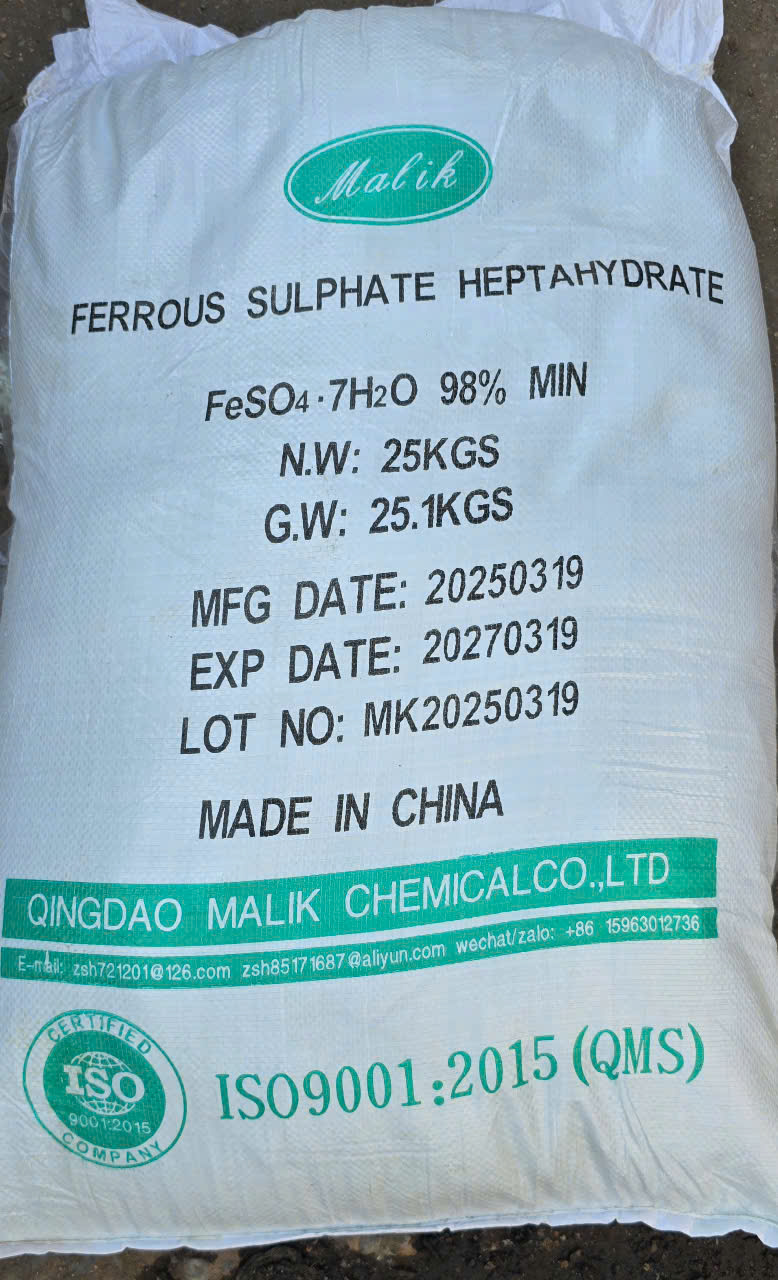 Malik
FERROUS SULPHATE HEPTAHYDRATE
FeSO4·7H2O 98% MIN
N.W: 25KGS
G.W: 25.1KGS
MFG DATE: 20250319
EXP DATE: 20270319
LOT NO: MK20250319
MADE IN CHINA
QINGDAO MALIK CHEMICALCO.,LTD
E-mail: zsh721201@126.com zsh85171687@aliyun.com wechat/zalo: +86 15963012736
CERTIFIED
ISO
9001:2015
COMPANY
ISO9001:2015(QMS)